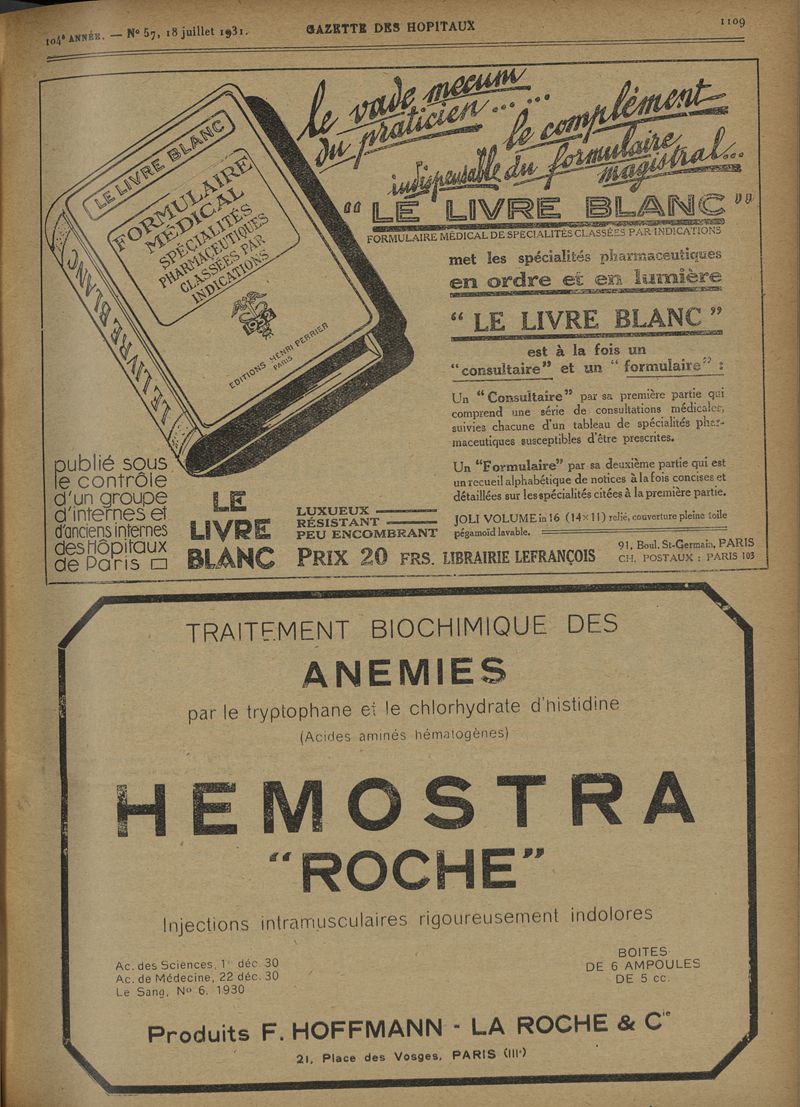 104e ANNÉE. — No 57, 18 juillet 1931.
GAZETTE DES HOPITAUX
1109
LE LIVRE BLANC
FORMULAIRE
MÉDICAL
SPÉCIALITÉS
PHARMACEUTIQUES
CLASSÉES PAR
INDICATIONS
EDITIONS HENRI PERRIER
PARIS
LE LIVRE BLANC
le vade mecum
du praticien... ...
le complément
indispensable du formulaire
magistral...
"" LE LIVRE BLANC ""
FORMULAIRE MÉDICAL DE SPÉCIALITÉS CLASSÉES PAR INDICATIONS
met les spécialités pharmaceutiques
en ordre et en lumière
“ LE LIVRE BLANC ”
est à la fois un
“consultaire” et un “ formulaire” :
Un “Consultaire” par sa première partie qui
comprend une série de consultations médicales,
suivies chacune d'un tableau de spécialités phar-
maceutiques susceptibles d'être prescrites.
Un “Formulaire” par sa deuxième partie qui est
un recueil alphabétique de notices à la fois concises et
détaillées sur les spécialités citées à la première partie.
JOLI VOLUME in 16 (14×11) relié, couverture pleine toile
pégamoïd lavable.
publié sous
le contrôle
d'un groupe
d'internes et
d'anciens internes
des Hôpitaux
de Paris
LE
LIVRE
BLANC
LUXUEUX
RÉSISTANT
PEU ENCOMBRANT
PRIX 20 FRS. LIBRAIRIE LEFRANÇOIS
91, Boul. St-Germain, PARIS
CH. POSTAUX : PARIS 103
TRAITEMENT BIOCHIMIQUE DES
ANEMIES
par le tryptophane et le chlorhydrate d'histidine
(Acides aminés hématogènes)
HEMOSTRA
“ROCHE”
Injections intramusculaires rigoureusement indolores
Ac. des Sciences, 1er déc. 30
Ac. de Médecine, 22 déc. 30
Le Sang, No 6, 1930
BOITES
DE 6 AMPOULES
DE 5 cc.
Produits F. HOFFMANN - LA ROCHE & Cie
21, Place des Vosges, PARIS (IIIe)